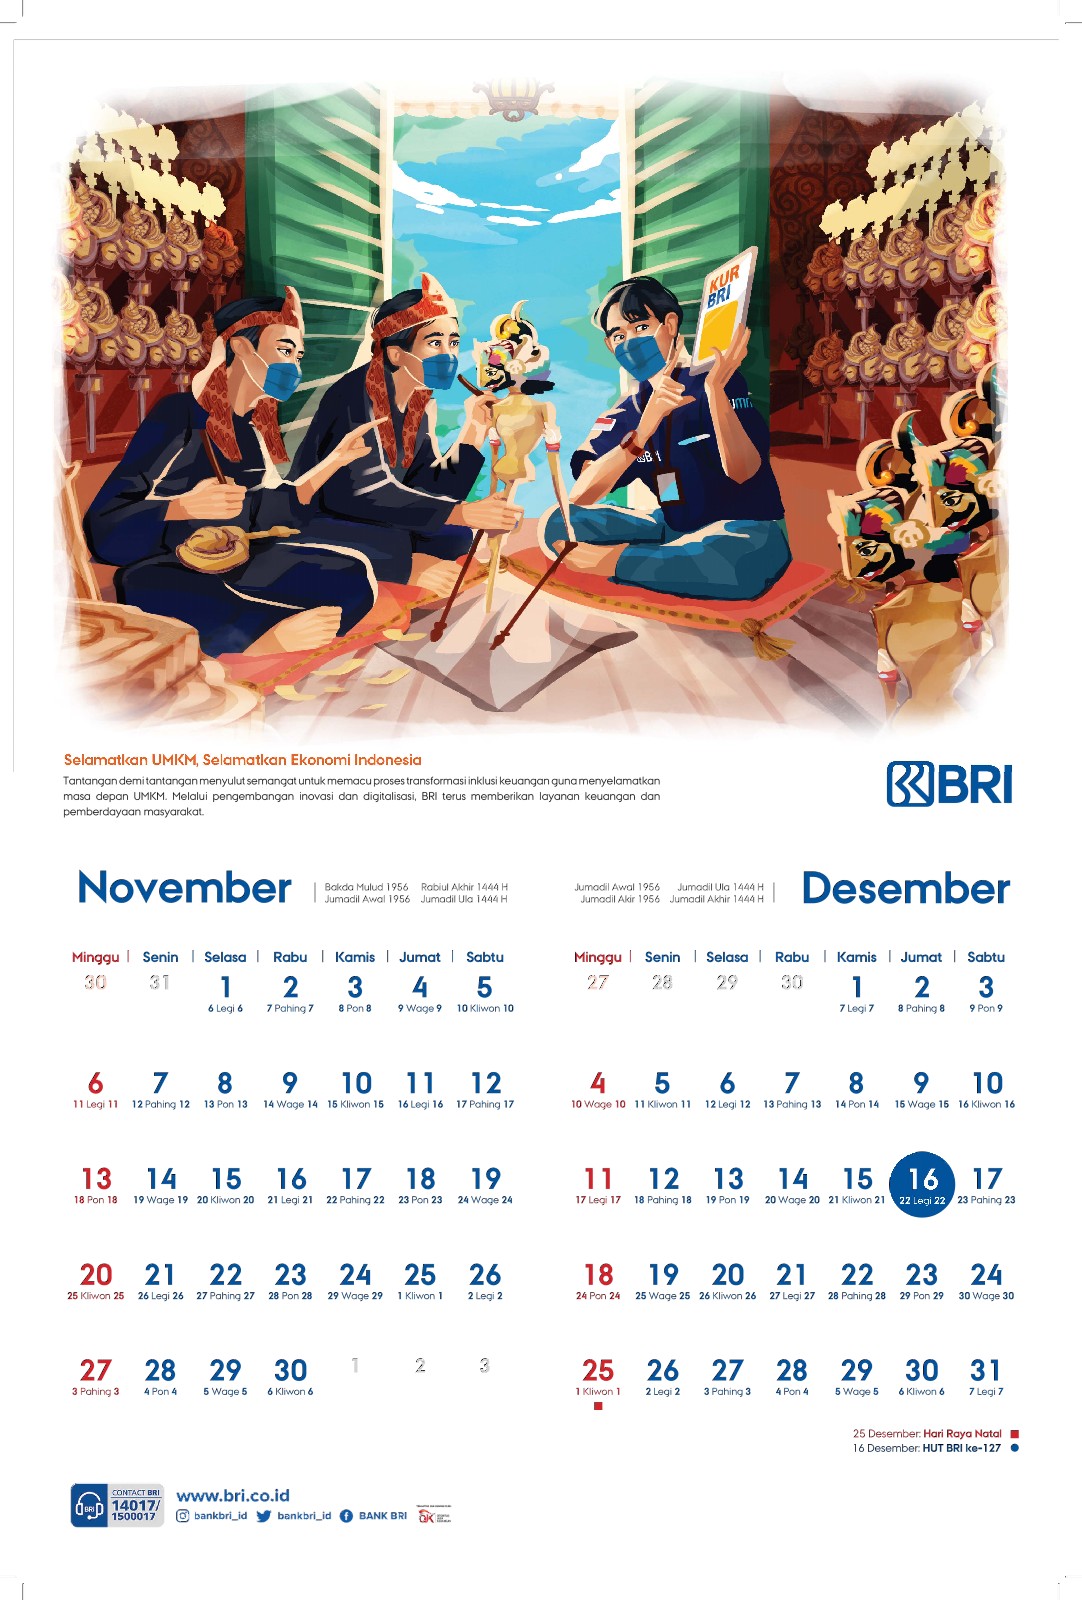 KUR
BRI
Selamatkan UMKM, Selamatkan Ekonomi Indonesia
Tantangan demi tantangan menyulut semangat untuk memacu proses transformasi inklusi keuangan guna menyelamatkan
masa depan UMKM. Melalui pengembangan inovasi dan digitalisasi, BRI terus memberikan layanan keuangan dan
pemberdayaan masyarakat.
BRI
November
Bakda Mulud 1956 Rabiul Akhir 1444 H
Jumadil Awal 1956 Jumadil Ula 1444 H
Minggu | Senin | Selasa | Rabu | Kamis | Jumat | Sabtu
30 31 1 2 3 4 5
6 Legi 6 7 Pahing 7 8 Pon 8 9 Wage 9 10 Kliwon 10
6 7 8 9 10 11 12
11 Legi 11 12 Pahing 12 13 Pon 13 14 Wage 14 15 Kliwon 15 16 Legi 16 17 Pahing 17
13 14 15 16 17 18 19
18 Pon 18 19 Wage 19 20 Kliwon 20 21 Legi 21 22 Pahing 22 23 Pon 23 24 Wage 24
20 21 22 23 24 25 26
25 Kliwon 25 26 Legi 26 27 Pahing 27 28 Pon 28 29 Wage 29 1 Kliwon 1 2 Legi 2
27 28 29 30 1 2 3
3 Pahing 3 4 Pon 4 5 Wage 5 6 Kliwon 6
Jumadil Awal 1956 Jumadil Ula 1444 H
Jumadil Akir 1956 Jumadil Akhir 1444 H
Desember
Minggu | Senin | Selasa | Rabu | Kamis | Jumat | Sabtu
27 28 29 30 1 2 3
7 Legi 7 8 Pahing 8 9 Pon 9
4 5 6 7 8 9 10
10 Wage 10 11 Kliwon 11 12 Legi 12 13 Pahing 13 14 Pon 14 15 Wage 15 16 Kliwon 16
11 12 13 14 15 16 17
17 Legi 17 18 Pahing 18 19 Pon 19 20 Wage 20 21 Kliwon 21 22 Legi 22 23 Pahing 23
18 19 20 21 22 23 24
24 Pon 24 25 Wage 25 26 Kliwon 26 27 Legi 27 28 Pahing 28 29 Pon 29 30 Wage 30
25 26 27 28 29 30 31
1 Kliwon 1 2 Legi 2 3 Pahing 3 4 Pon 4 5 Wage 5 6 Kliwon 6 7 Legi 7
25 Desember: Hari Raya Natal
16 Desember: HUT BRI ke-127
BRI
CONTACT BRI
14017/
1500017
www.bri.co.id
bankbri_id bankbri_id BANK BRI